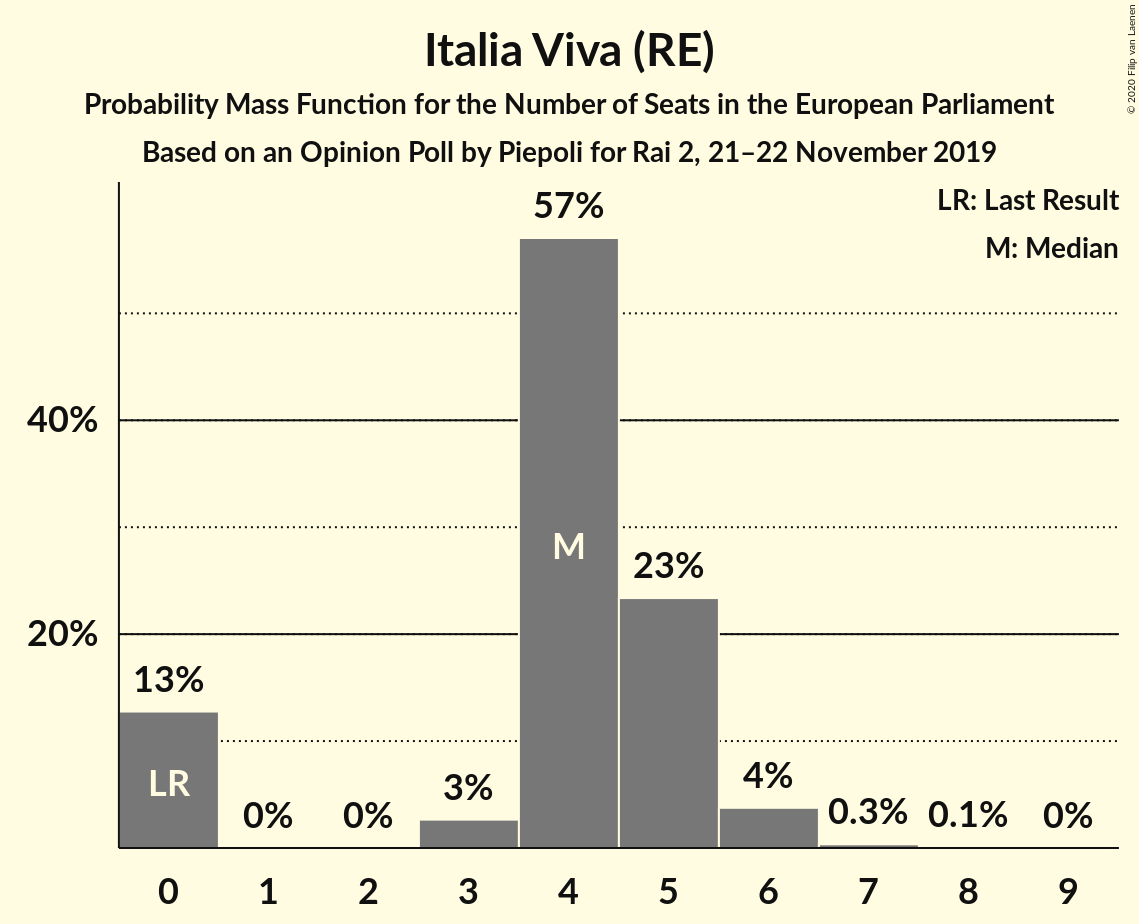 Italia Viva (RE)
Probability Mass Function for the Number of Seats in the European Parliament
Based on an Opinion Poll by Piepoli for Rai 2, 21–22 November 2019
© 2020 Filip van Laenen
LR: Last Result
M: Median
57%
40%
M
23%
20%
13%
LR
0%
0%
3%
4%
0.3%
0.1%
0%
0 1 2 3 4 5 6 7 8 9